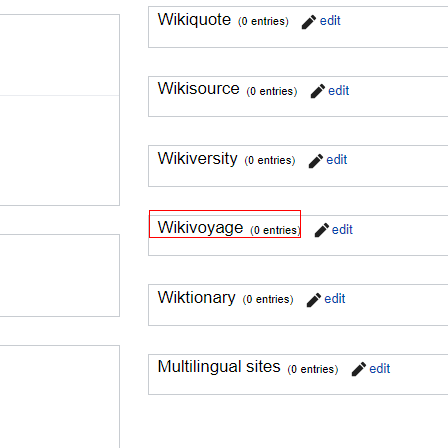 Wikiquote (0 entries) edit
Wikisource (0 entries) edit
Wikiversity (0 entries) edit
Wikivoyage (0 entries) edit
Wiktionary (0 entries) edit
Multilingual sites (0 entries) edit